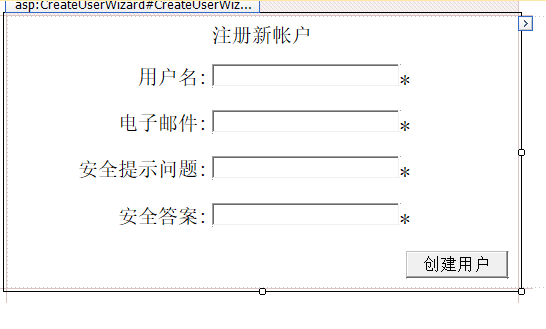 asp:CreateUserWizard#CreateUserWiz...
注册新帐户
用户名: *
电子邮件: *
安全提示问题: *
安全答案: *
创建用户